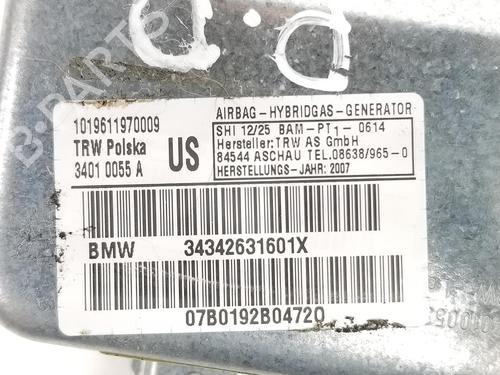 1019611970009
TRW Polska
3401 0055 A
US
AIRBAG-HYBRIDGAS-GENERATOR
SHI 12/25 BAM-PT1-0614
Hersteller: TRW AS GmbH
84544 ASCHAU TEL.08638/965-0
HERSTELLUNGS-JAHR: 2007
BMW 34342631601X
07B0192B04720
B-PARTS